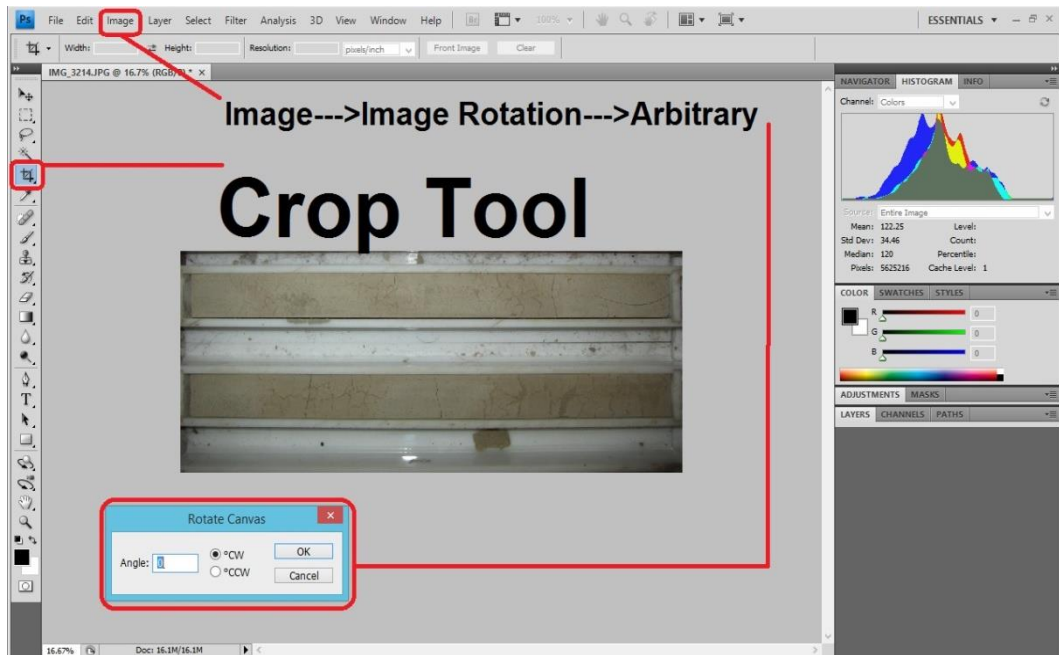 Ps File Edit Image Layer Select Filter Analysis 3D View Window Help Br 100% ESSENTIALS
Width: Height: Resolution: pixels/inch Front Image Clear
IMG_3214.JPG @ 16.7% (RGB/8) * ×
Image--->Image Rotation--->Arbitrary
Crop Tool
Rotate Canvas
Angle: 0 °CW OK
°CCW Cancel
16.67% Doc: 16.1M/16.1M
NAVIGATOR HISTOGRAM INFO
Channel: Colors
Source: Entire Image
Mean: 122.25 Level:
Std Dev: 34.46 Count:
Median: 120 Percentile:
Pixels: 5625216 Cache Level: 1
COLOR SWATCHES STYLES
R 0
G 0
B 0
ADJUSTMENTS MASKS
LAYERS CHANNELS PATHS